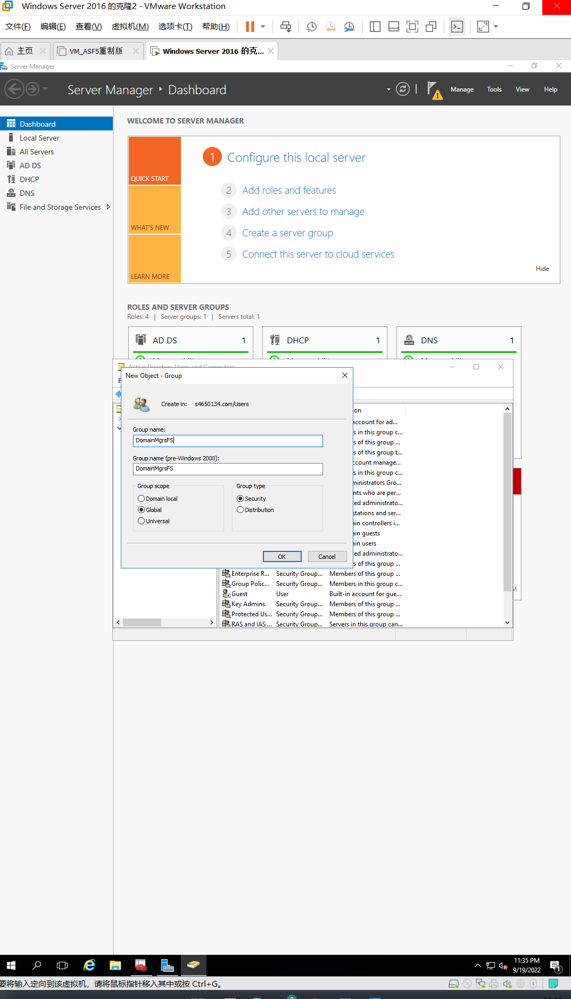 Windows Server 2016 的克隆2 - VMware Workstation
文件(F) 编辑(E) 查看(V) 虚拟机(M) 选项卡(T) 帮助(H)
主页 VM_ASF5重制版 Windows Server 2016 的克...
Server Manager
Server Manager Dashboard
Manage Tools View Help
Dashboard
Local Server
All Servers
AD DS
DHCP
DNS
File and Storage Services
WELCOME TO SERVER MANAGER
QUICK START
WHAT'S NEW
LEARN MORE
1 Configure this local server
2 Add roles and features
3 Add other servers to manage
4 Create a server group
5 Connect this server to cloud services
Hide
ROLES AND SERVER GROUPS
Roles: 4 | Server groups: 1 | Servers total: 1
AD DS 1
DHCP 1
DNS 1
Active Directory Users and Computers
New Object - Group
Create in: s4650134.com/Users
Group name:
DomainMgrsFS
Group name (pre-Windows 2000):
DomainMgrsFS
Group scope
Domain local
Global
Universal
Group type
Security
Distribution
OK Cancel
ion
account for ad...
s in this group c...
s of this group ...
s of this group t...
ccount manage...
s in this group c...
ministrators Gro...
nts who are per...
ed administrato...
stations and ser...
ain controllers i...
ain guests
ain users
ed administrato...
s of this group ...
Enterprise R... Security Group... Members of this group ...
Group Polic... Security Group... Members in this group c...
Guest User Built-in account for gue...
Key Admins Security Group... Members of this group ...
Protected Us... Security Group... Members of this group ...
RAS and IAS ... Security Group... Servers in this group can...
M
11:35 PM
9/19/2022
1
要将输入定向到该虚拟机，请将鼠标指针移入其中或按 Ctrl+G。